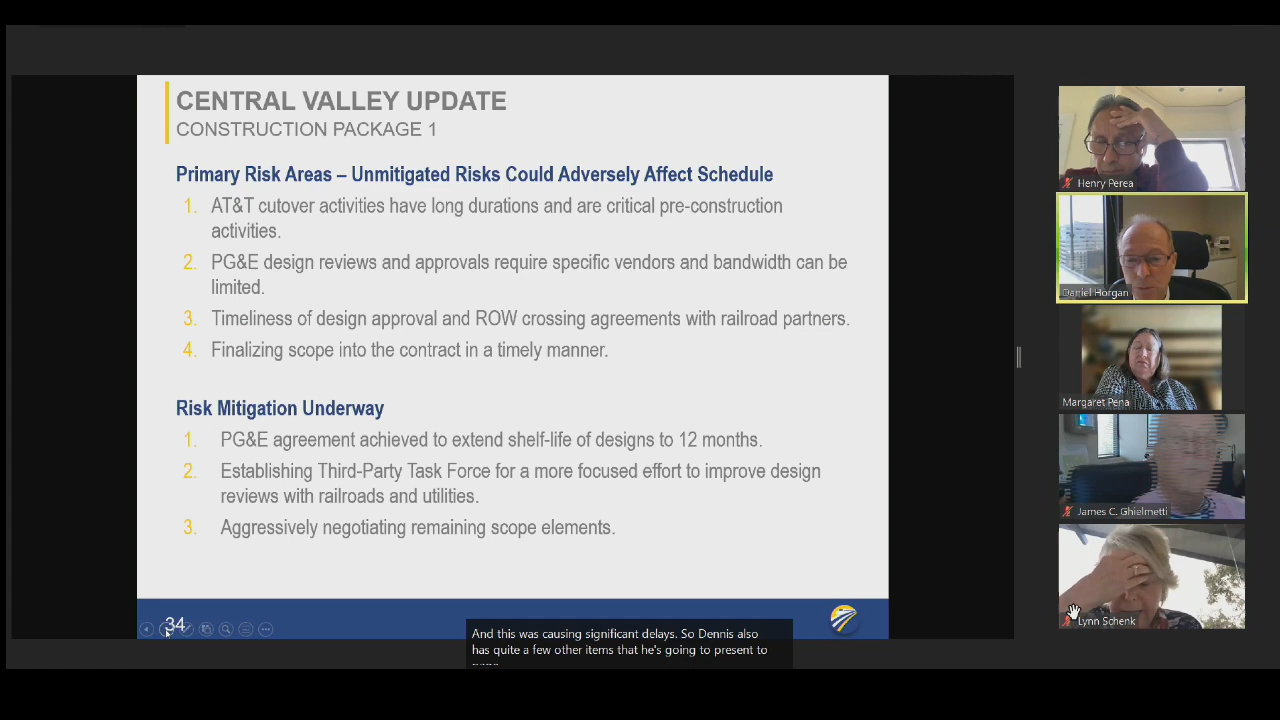 CENTRAL VALLEY UPDATE
CONSTRUCTION PACKAGE 1
Primary Risk Areas – Unmitigated Risks Could Adversely Affect Schedule
1. AT&T cutover activities have long durations and are critical pre-construction
activities.
2. PG&E design reviews and approvals require specific vendors and bandwidth can be
limited.
3. Timeliness of design approval and ROW crossing agreements with railroad partners.
4. Finalizing scope into the contract in a timely manner.
Risk Mitigation Underway
1. PG&E agreement achieved to extend shelf-life of designs to 12 months.
2. Establishing Third-Party Task Force for a more focused effort to improve design
reviews with railroads and utilities.
3. Aggressively negotiating remaining scope elements.
34
And this was causing significant delays. So Dennis also
has quite a few other items that he's going to present to
Henry Perea
Daniel Horgan
Margaret Pena
James C. Ghielmetti
Lynn Schenk